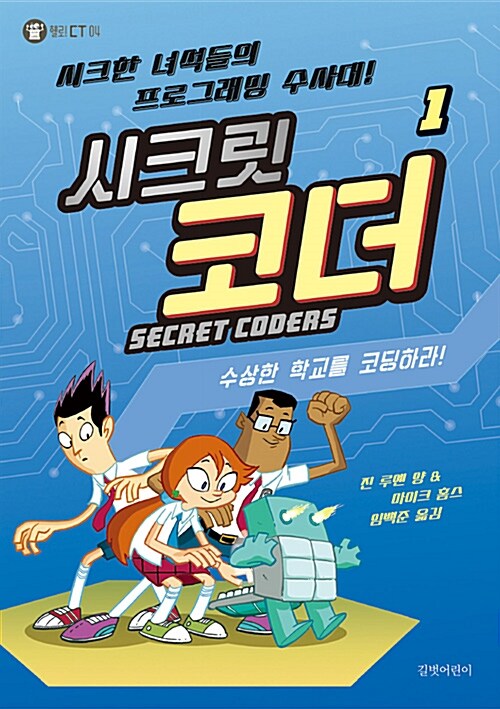 헬로! CT 04
시크한 녀석들의
프로그래밍 수사대!
1
시크릿
코더
SECRET CODERS
수상한 학교를 코딩하라!
진 루엔 양 &
마이크 홈스
임백준 옮김
길벗어린이